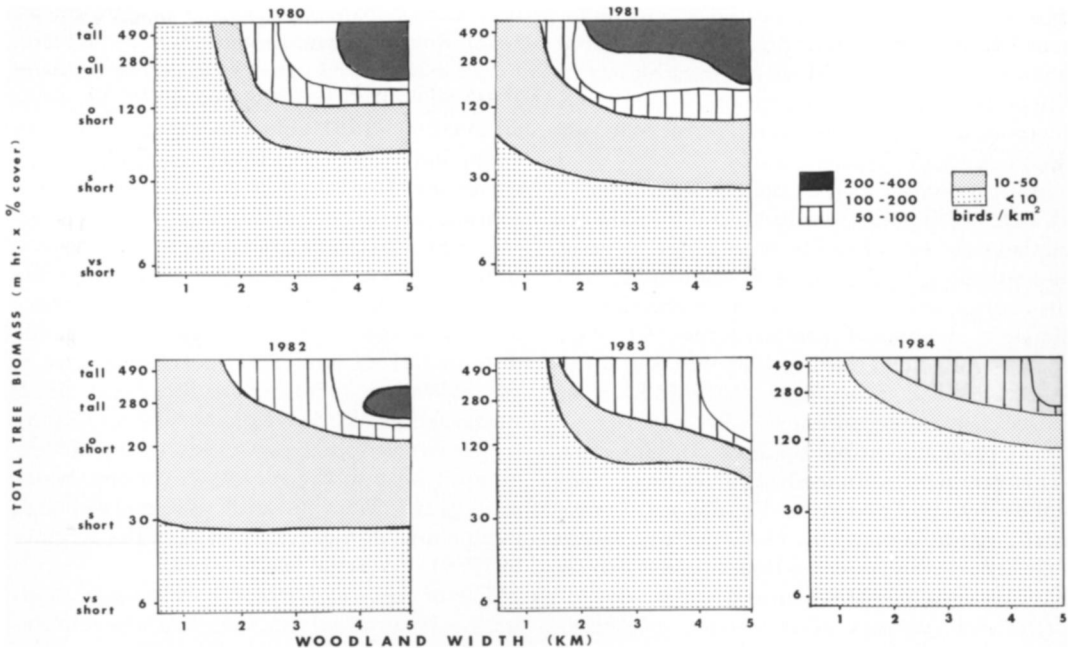 1980
1981
TOTAL TREE BIOMASS (m ht. x % cover)
c tall 490
o tall 280
o short 120
s short 30
vs short 6
1 2 3 4 5
490
280
120
30
6
1 2 3 4 5
200-400
100-200
50-100
10-50
<10
birds/km²
1982
1983
1984
c tall 490
o tall 280
o short 20
s short 30
vs short 6
1 2 3 4 5
490
280
120
30
6
1 2 3 4 5
490
280
120
30
6
1 2 3 4 5
WOODLAND WIDTH (KM)